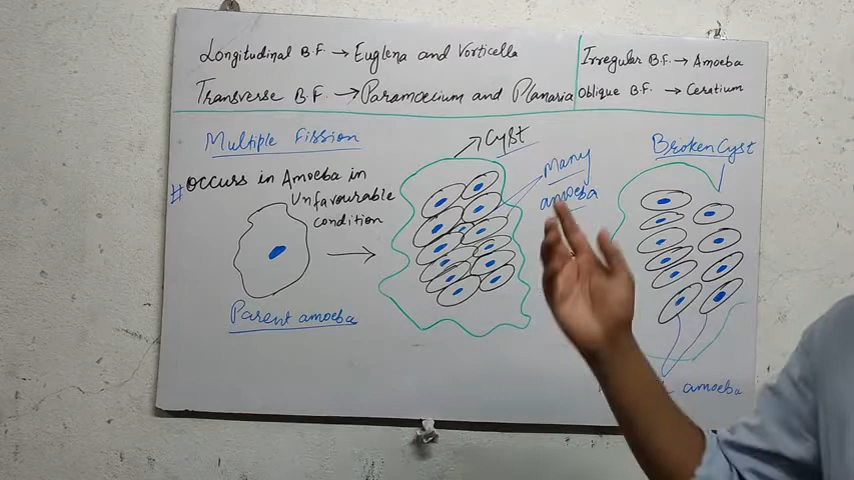 Longitudinal B.F. → Euglena and Vorticella
Transverse B.F. → Paramoecium and Planaria
Irregular B.F. → Amoeba
Oblique B.F. → Ceratium
Multiple Fission
# Occurs in Amoeba in
Unfavourable
condition
Parent amoeba
Cyst
Many
amoeba
Broken Cyst
amoeba